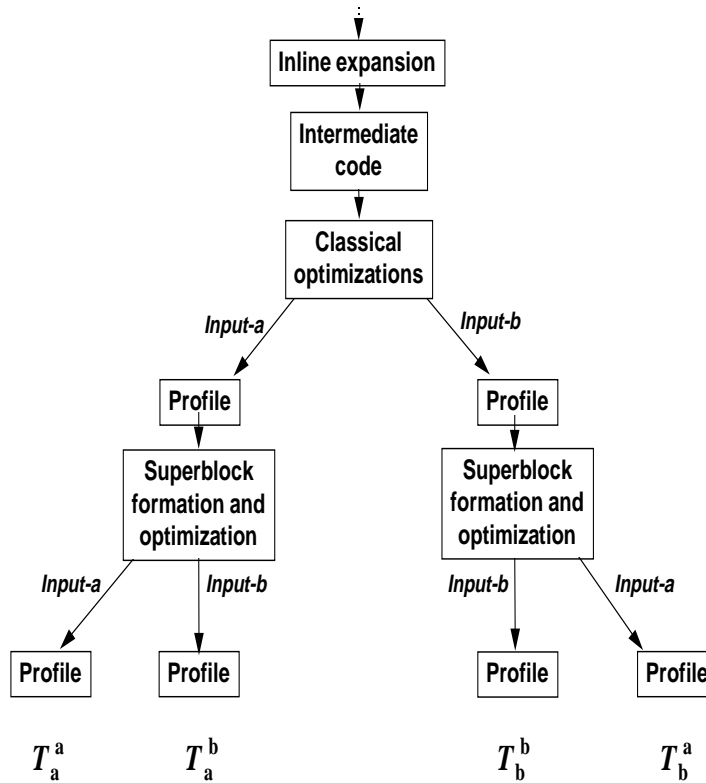 Inline expansion
Intermediate
code
Classical
optimizations
Input-a
Input-b
Profile
Profile
Superblock
formation and
optimization
Superblock
formation and
optimization
Input-a
Input-b
Input-b
Input-a
Profile
Profile
Profile
Profile
T_a^a
T_a^b
T_b^b
T_b^a